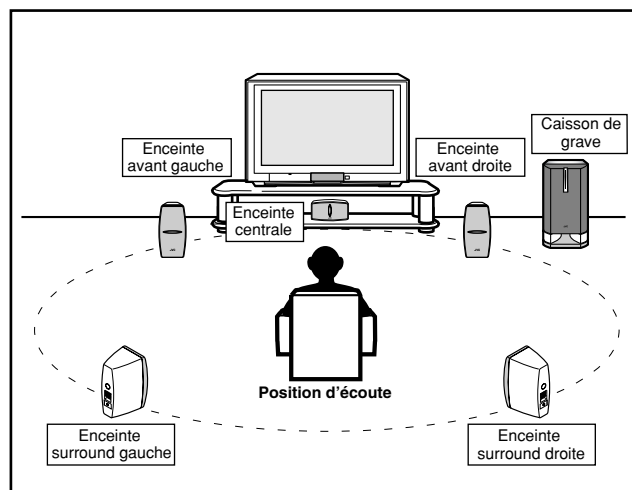 Enceinte
avant gauche
Enceinte
avant droite
Caisson de
grave
Enceinte
centrale
Position d'écoute
Enceinte
surround gauche
Enceinte
surround droite